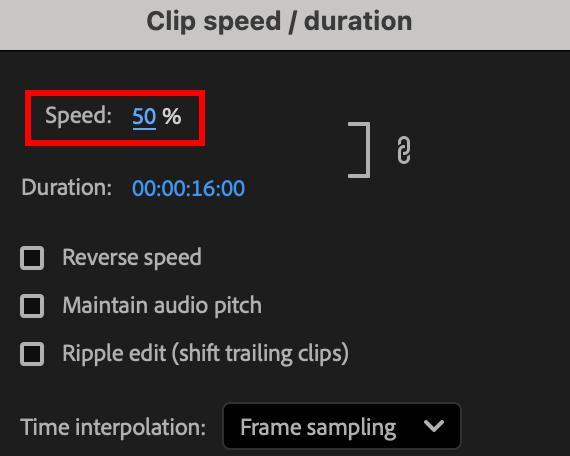 Clip speed / duration
Speed: 50 %
Duration: 00:00:16:00
Reverse speed
Maintain audio pitch
Ripple edit (shift trailing clips)
Time interpolation: Frame sampling